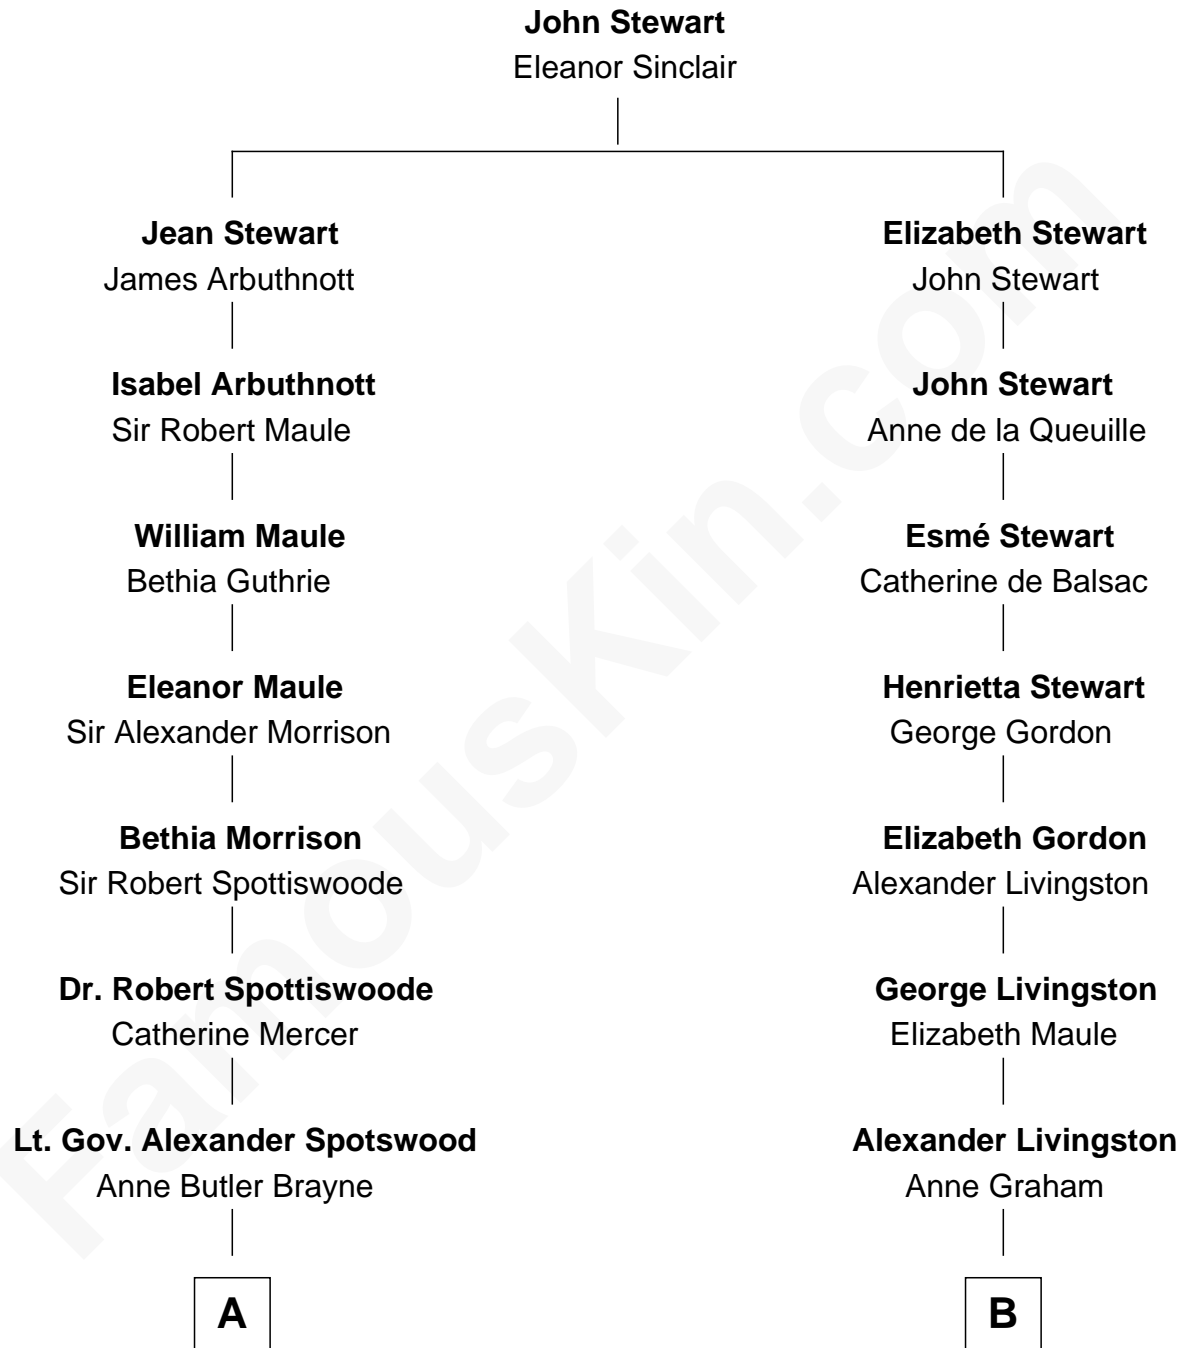 John Stewart
Eleanor Sinclair
Jean Stewart
James Arbuthnott
Elizabeth Stewart
John Stewart
Isabel Arbuthnott
Sir Robert Maule
John Stewart
Anne de la Queuille
William Maule
Bethia Guthrie
Esmé Stewart
Catherine de Balsac
Eleanor Maule
Sir Alexander Morrison
Henrietta Stewart
George Gordon
Bethia Morrison
Sir Robert Spottiswoode
Elizabeth Gordon
Alexander Livingston
Dr. Robert Spottiswoode
Catherine Mercer
George Livingston
Elizabeth Maule
Lt. Gov. Alexander Spotswood
Anne Butler Brayne
Alexander Livingston
Anne Graham
A
B
FamousKin.com